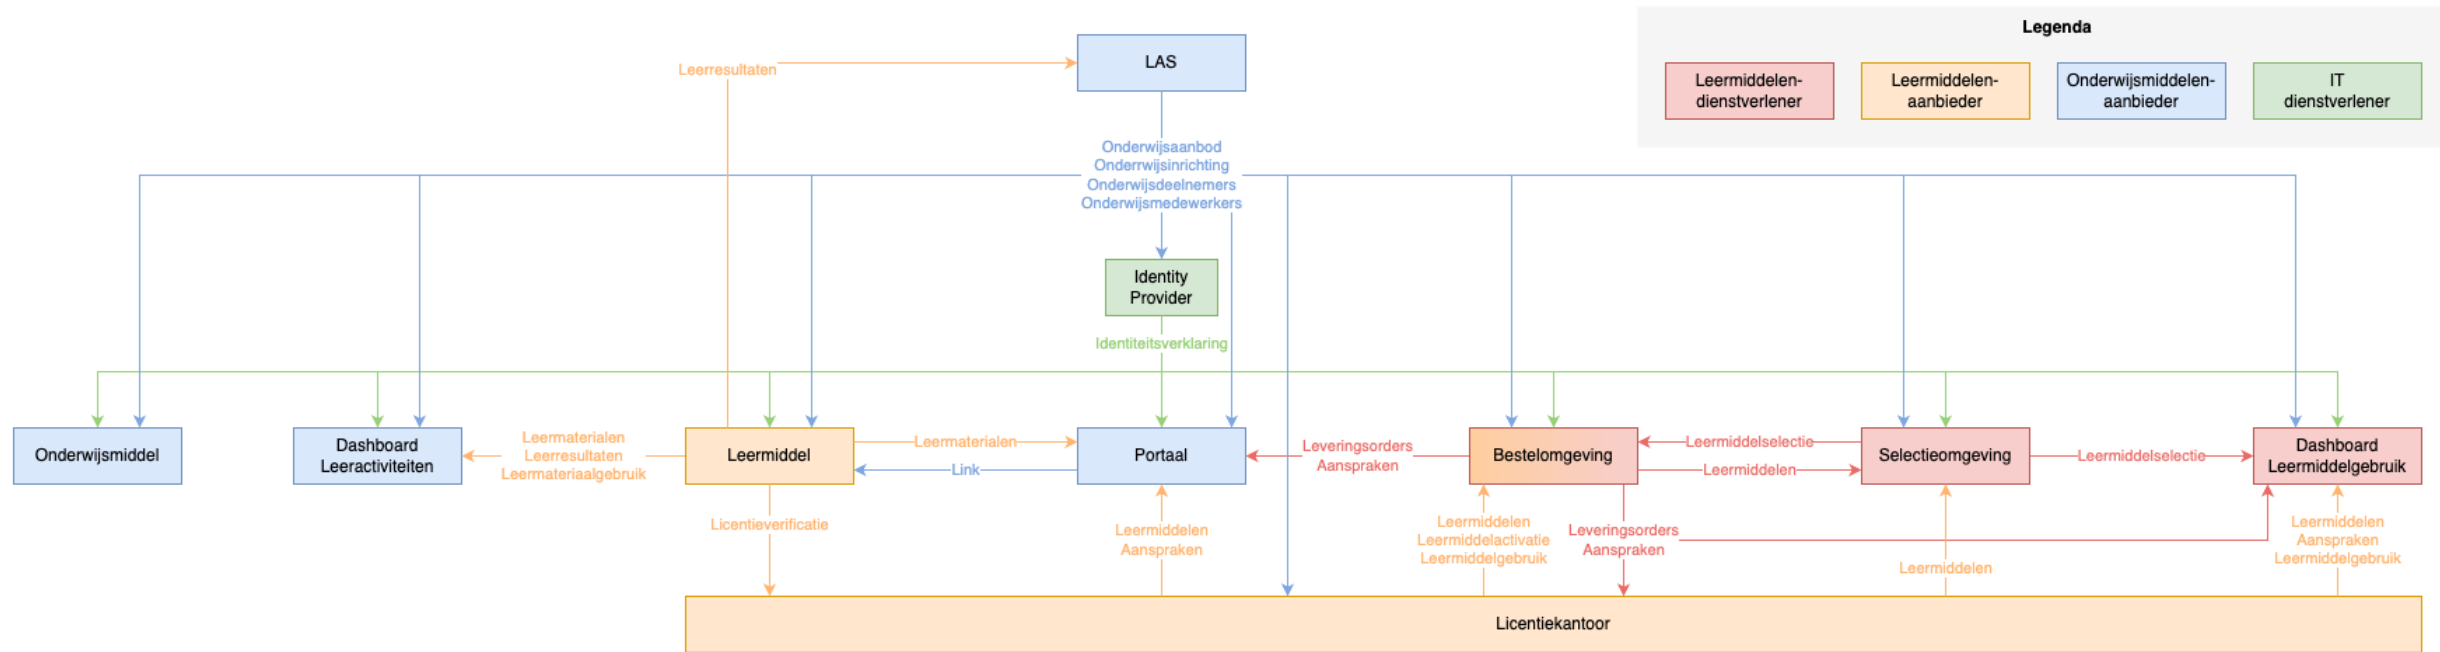 Legenda
Leermiddelen-
dienstverlener
Leermiddelen-
aanbieder
Onderwijsmiddelen-
aanbieder
IT
dienstverlener
LAS
Leerresultaten
Onderwijsaanbod
Onderrwijsinrichting
Onderwijsdeelnemers
Onderwijsmedewerkers
Identity
Provider
Identiteitsverklaring
Onderwijsmiddel
Dashboard
Leeractiviteiten
Leermaterialen
Leerresultaten
Leermateriaalgebruik
Leermiddel
Leermaterialen
Link
Portaal
Leveringsorders
Aanspraken
Bestelomgeving
Leermiddelselectie
Leermiddelen
Selectieomgeving
Leermiddelselectie
Dashboard
Leermiddelgebruik
Licentieverificatie
Leermiddelen
Aanspraken
Leermiddelen
Leermiddelactivatie
Leermiddelgebruik
Leveringsorders
Aanspraken
Leermiddelen
Leermiddelen
Aanspraken
Leermiddelgebruik
Licentiekantoor